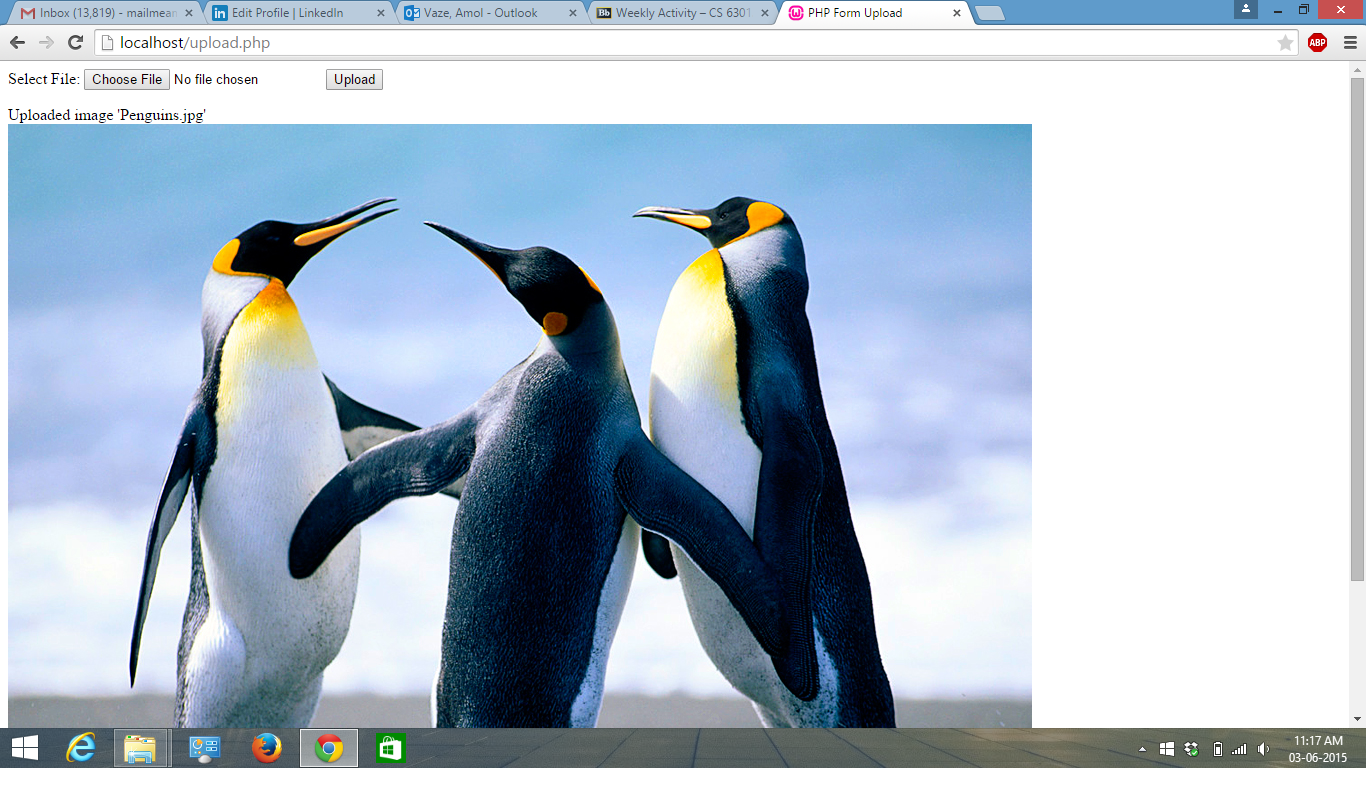 Inbox (13,819) - mailmean
Edit Profile | LinkedIn
Vaze, Amol - Outlook
Bb Weekly Activity – CS 6301
PHP Form Upload
localhost/upload.php
ABP
Select File: Choose File No file chosen Upload
Uploaded image 'Penguins.jpg'
11:17 AM
03-06-2015